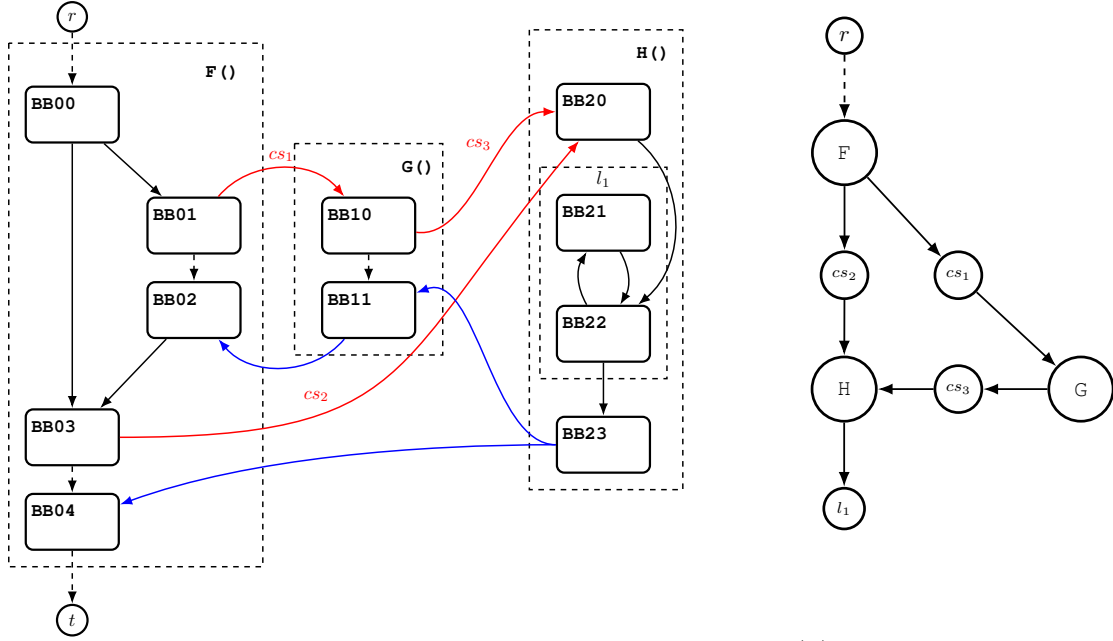 r
F()
BB00
cs1
BB01
BB02
BB03
BB04
t
G()
BB10
BB11
cs3
cs2
H()
BB20
l1
BB21
BB22
BB23
r
F
cs2
cs1
H
cs3
G
l1